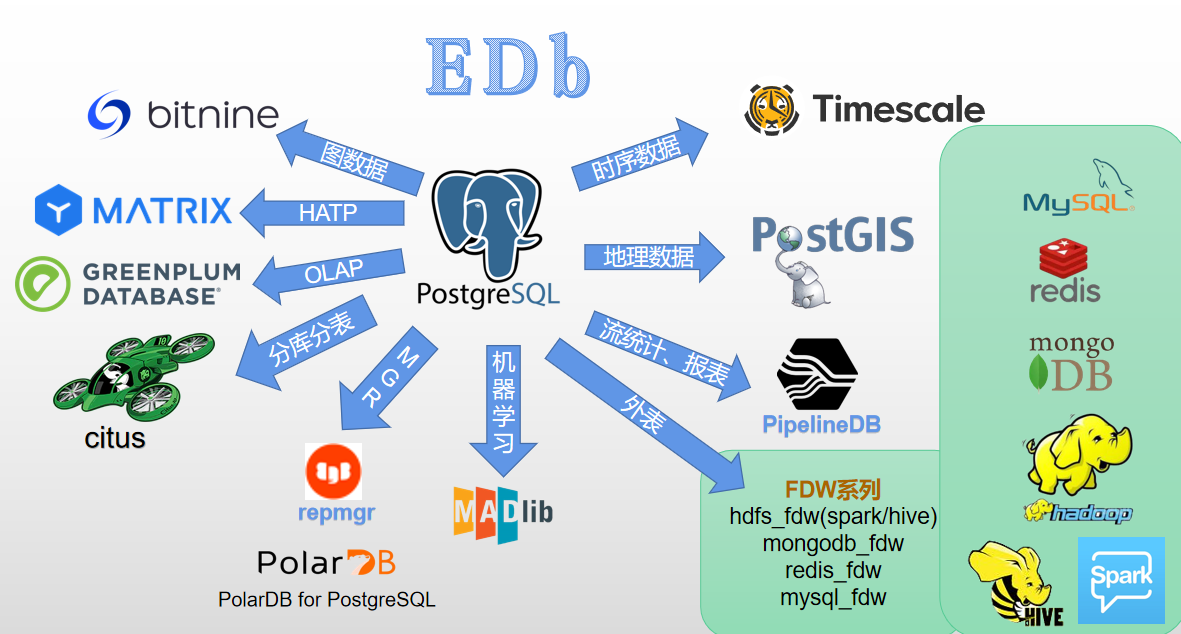 EDb
bitnine
图数据
时序数据
Timescale
MATRIX
HATP
PostgreSQL
地理数据
PostGIS
MySQL
redis
GREENPLUM
DATABASE
OLAP
分库分表
citus
MGR
机器学习
流统计、报表
PipelineDB
外表
mongo
DB
repmgr
MADlib
FDW系列
hdfs_fdw(spark/hive)
mongodb_fdw
redis_fdw
mysql_fdw
hadoop
HIVE
Spark
PolarDB
PolarDB for PostgreSQL